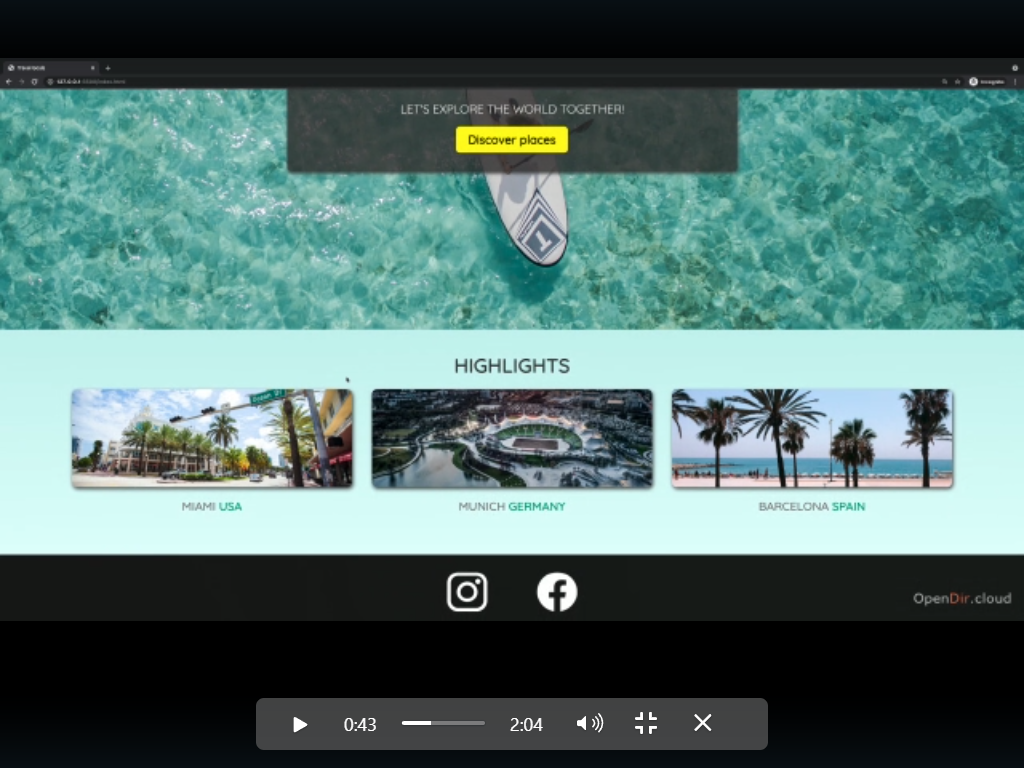 LET'S EXPLORE THE WORLD TOGETHER!
Discover places
HIGHLIGHTS
MIAMI USA
MUNICH GERMANY
BARCELONA SPAIN
OpenDir.cloud
0:43
2:04